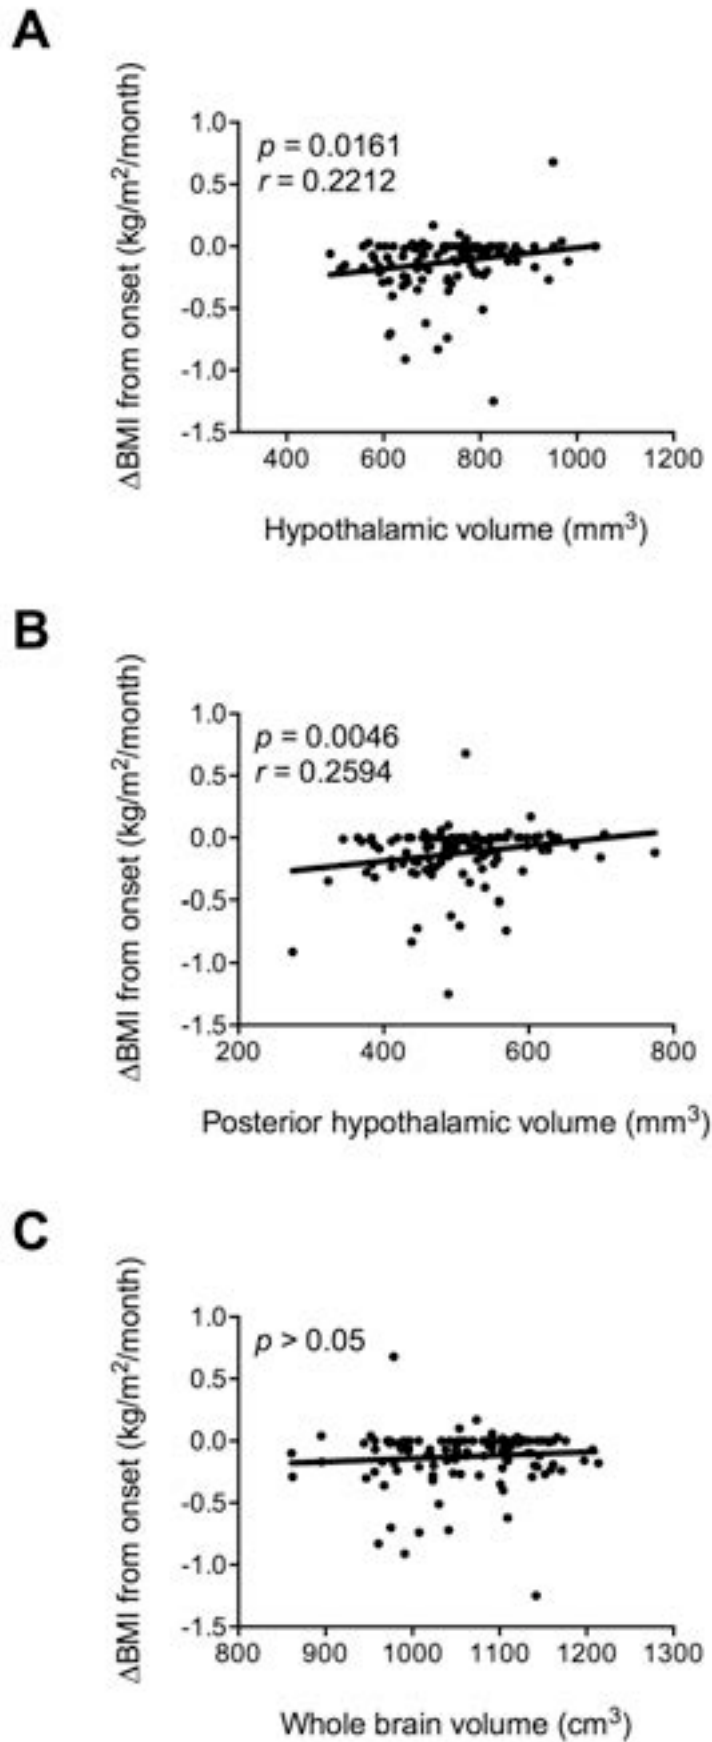 A
ΔBMI from onset (kg/m²/month)
1.0
0.5
0.0
-0.5
-1.0
-1.5
p = 0.0161
r = 0.2212
400 600 800 1000 1200
Hypothalamic volume (mm³)
B
ΔBMI from onset (kg/m²/month)
1.0
0.5
0.0
-0.5
-1.0
-1.5
p = 0.0046
r = 0.2594
200 400 600 800
Posterior hypothalamic volume (mm³)
C
ΔBMI from onset (kg/m²/month)
1.0
0.5
0.0
-0.5
-1.0
-1.5
p > 0.05
800 900 1000 1100 1200 1300
Whole brain volume (cm³)